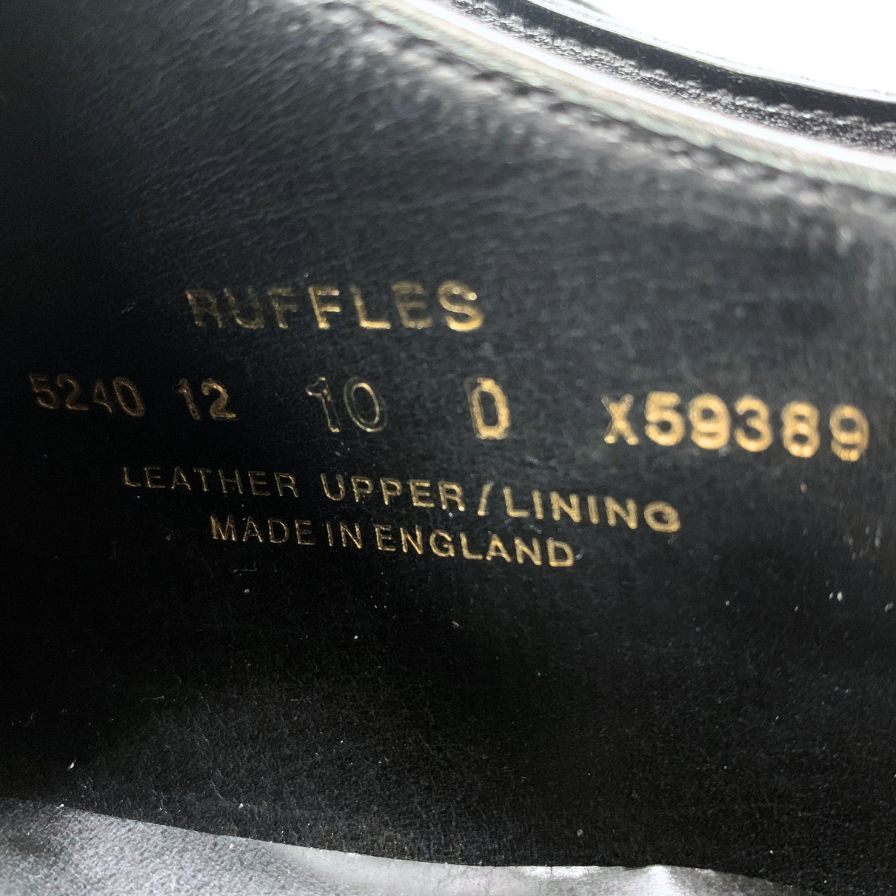 RUFFLES
5240 12 10 D X59389
LEATHER UPPER/LINING
MADE IN ENGLAND